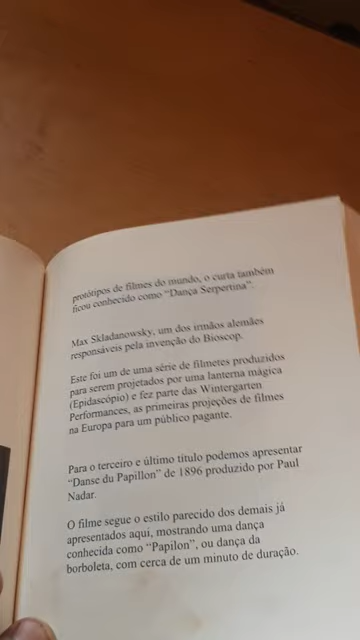 protótipos de filmes do mundo, o curta também
ficou conhecido como “Dança Serpertina”.
Max Skladanowsky, um dos irmãos alemães
responsáveis pela invenção do Bioscop.
Este foi um de uma série de filmetes produzidos
para serem projetados por uma lanterna mágica
(Epidascópio) e fez parte das Wintergarten
Performances, as primeiras projeções de filmes
na Europa para um público pagante.
Para o terceiro e último título podemos apresentar
“Danse du Papillon” de 1896 produzido por Paul
Nadar.
O filme segue o estilo parecido dos demais já
apresentados aqui, mostrando uma dança
conhecida como “Papilon”, ou dança da
borboleta, com cerca de um minuto de duração.